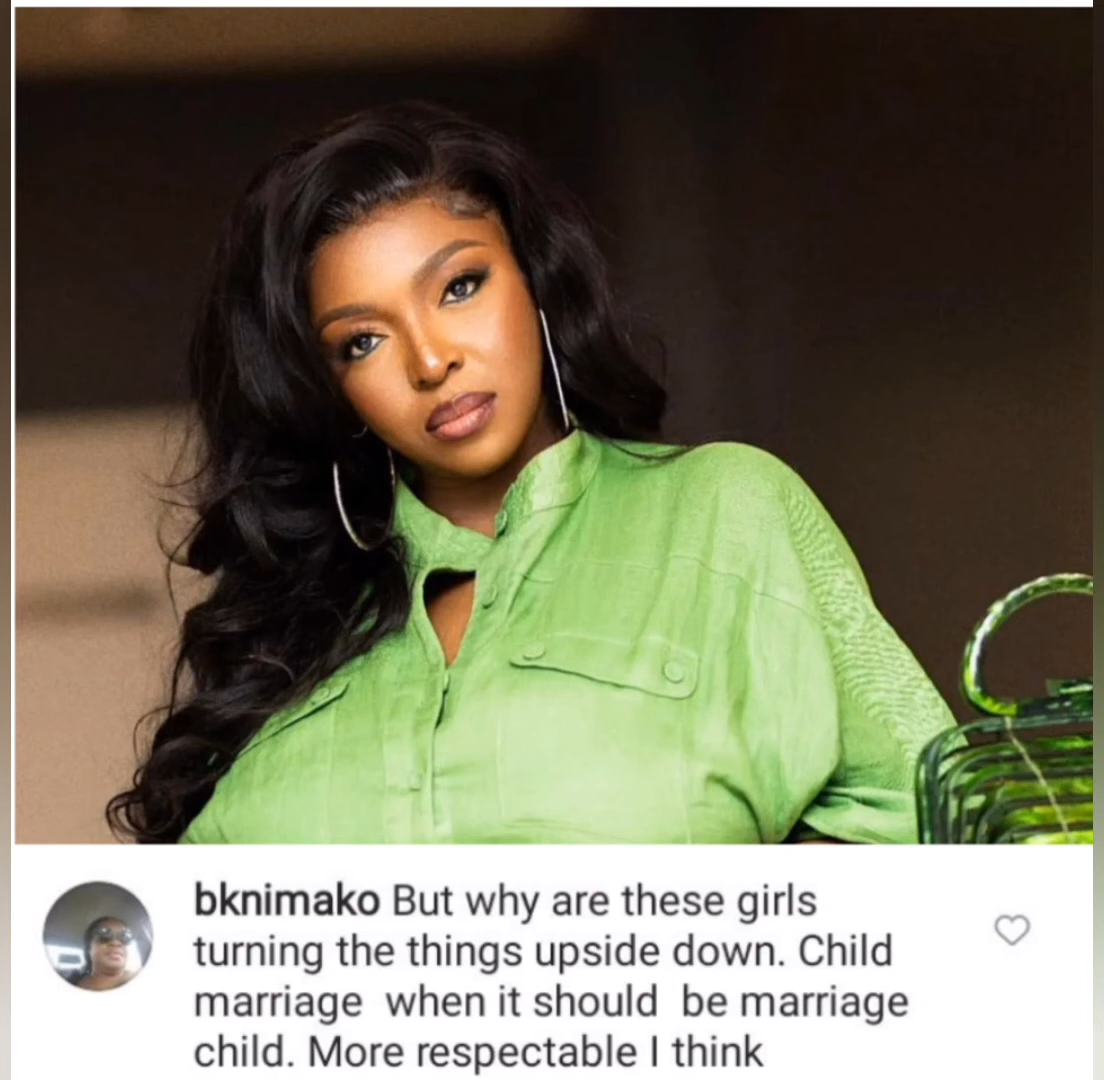 bknimako But why are these girls
turning the things upside down. Child
marriage when it should be marriage
child. More respectable I think